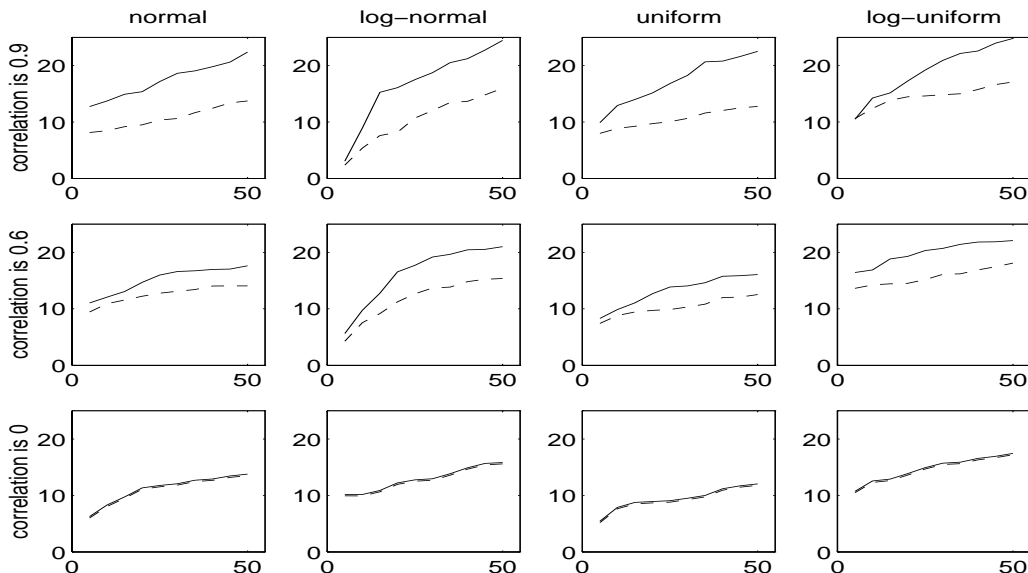 normal log-normal uniform log-uniform
correlation is 0.9
20 20 20 20
10 10 10 10
0 0 0 0
0 50 0 50 0 50 0 50
correlation is 0.6
20 20 20 20
10 10 10 10
0 0 0 0
0 50 0 50 0 50 0 50
correlation is 0
20 20 20 20
10 10 10 10
0 0 0 0
0 50 0 50 0 50 0 50